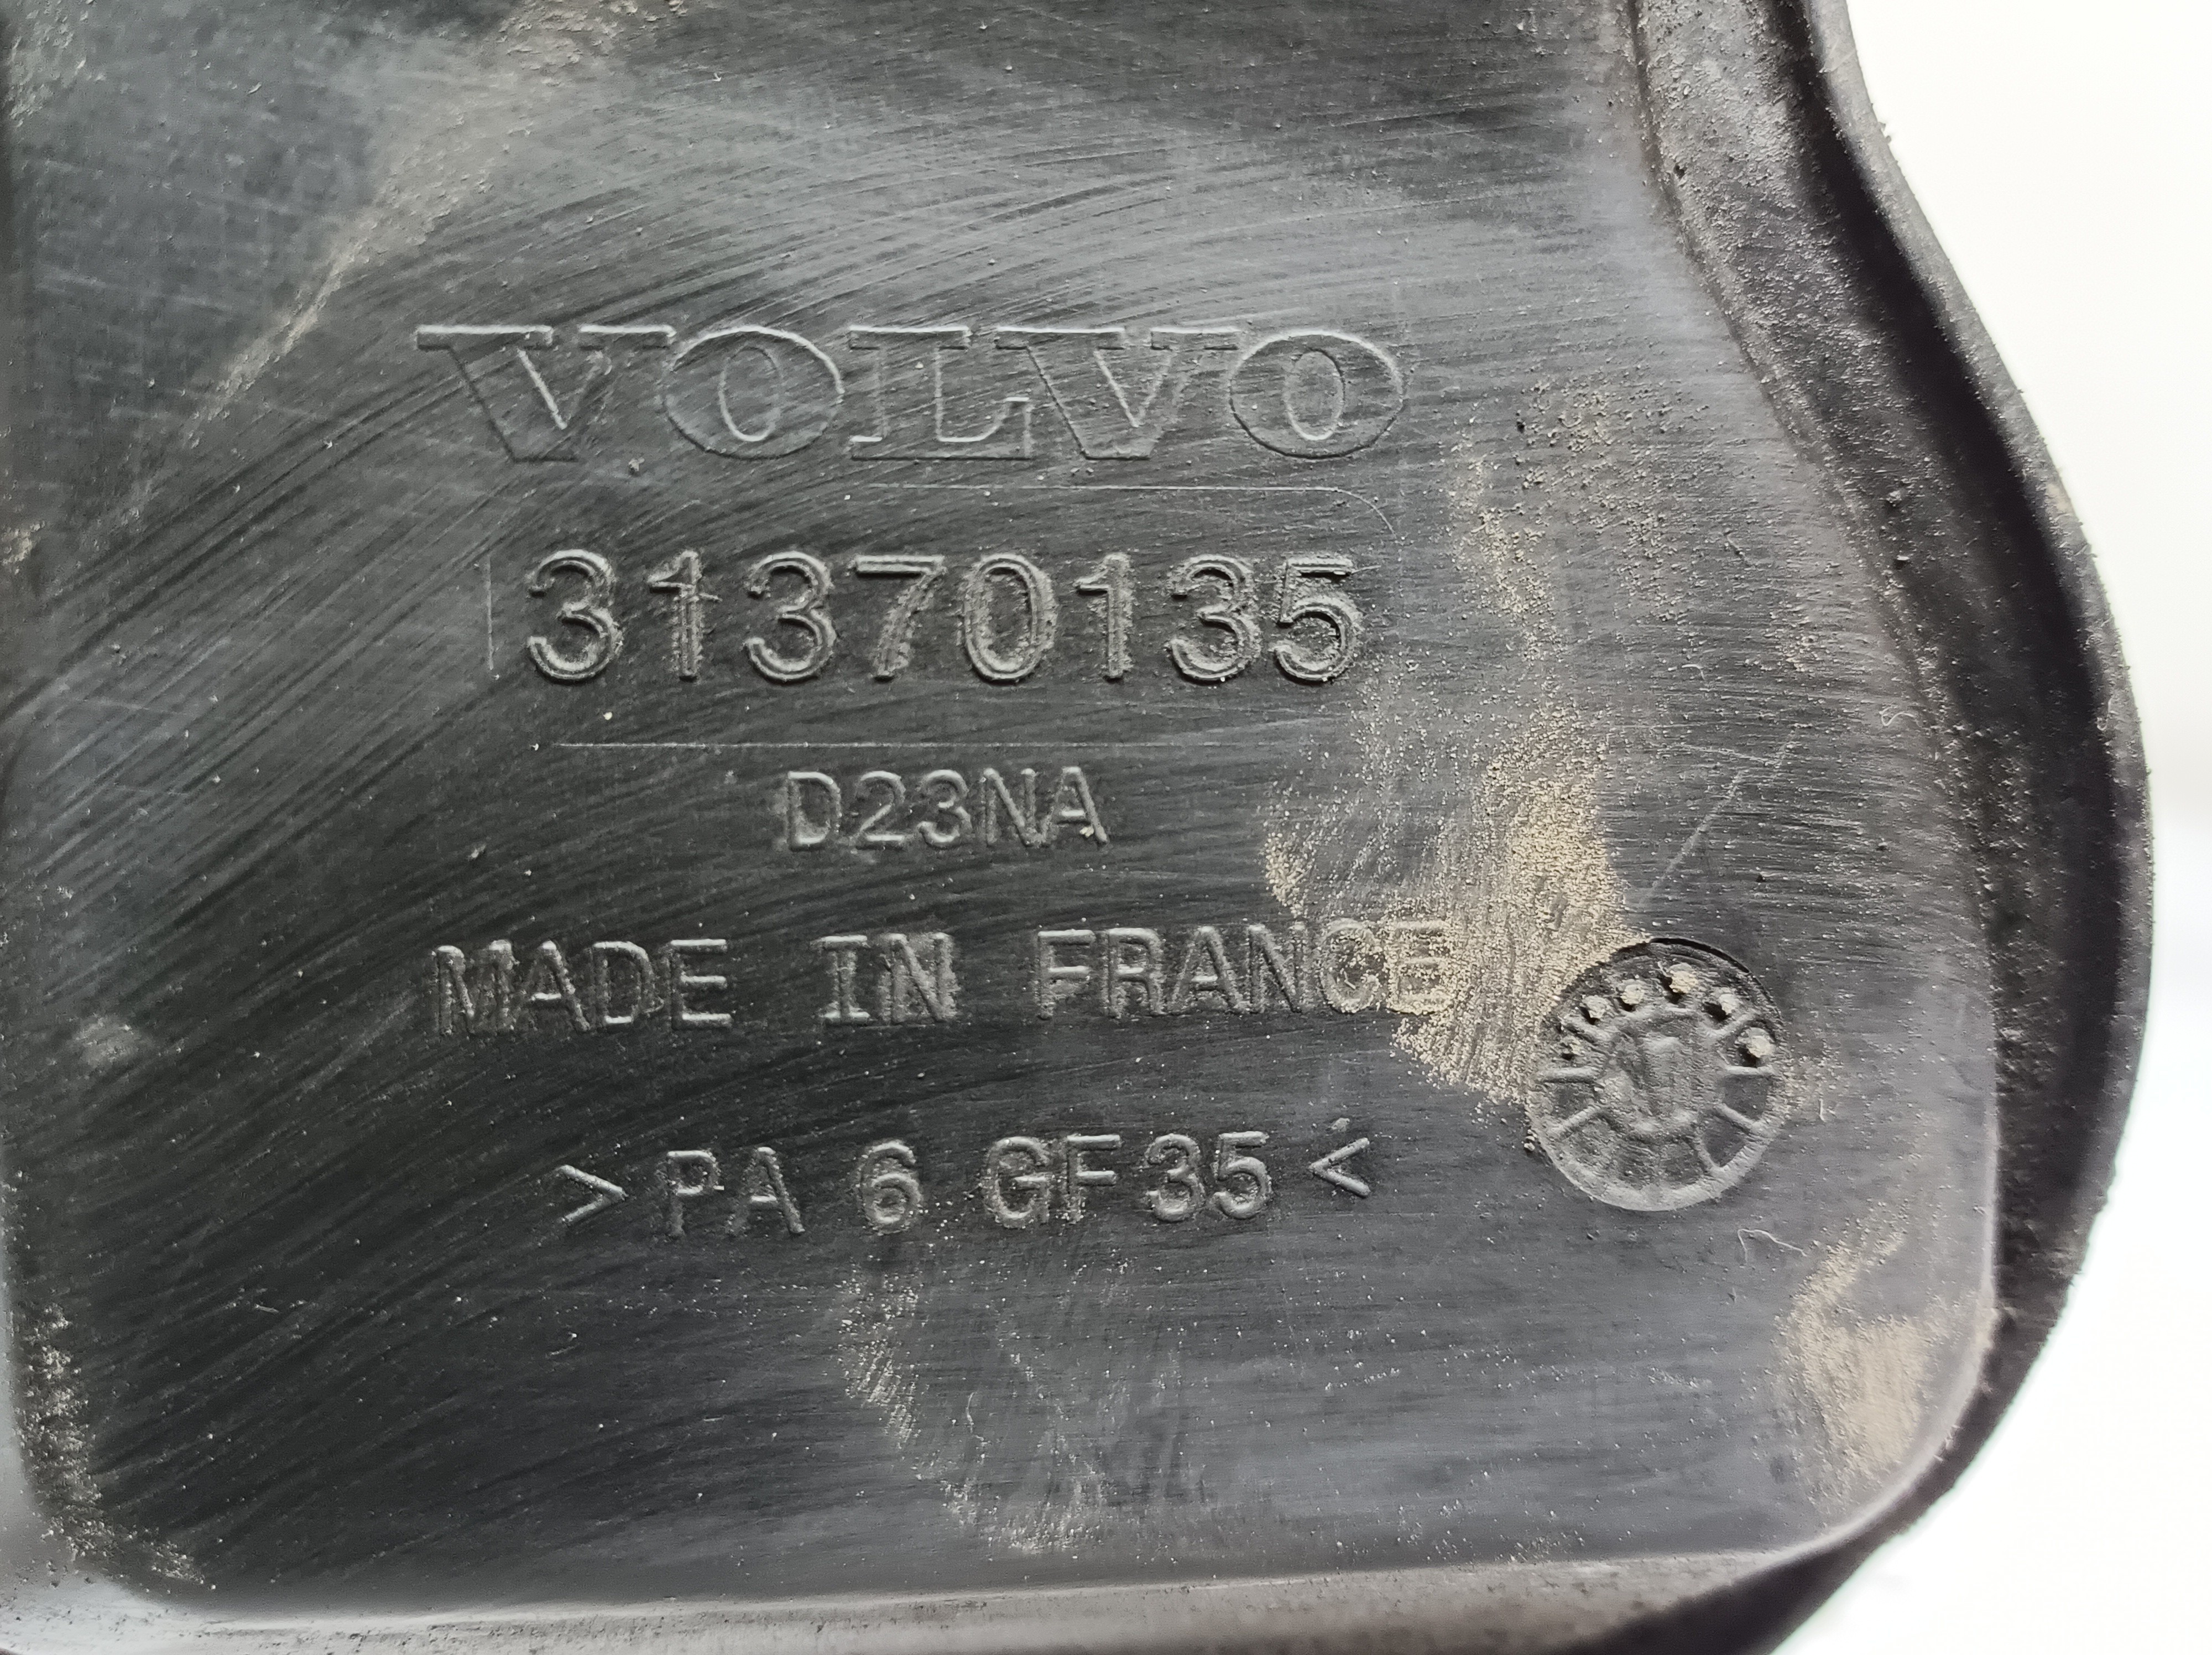 VOLVO
31370135
D23NA
MADE IN FRANCE
>PA 6 GF35<